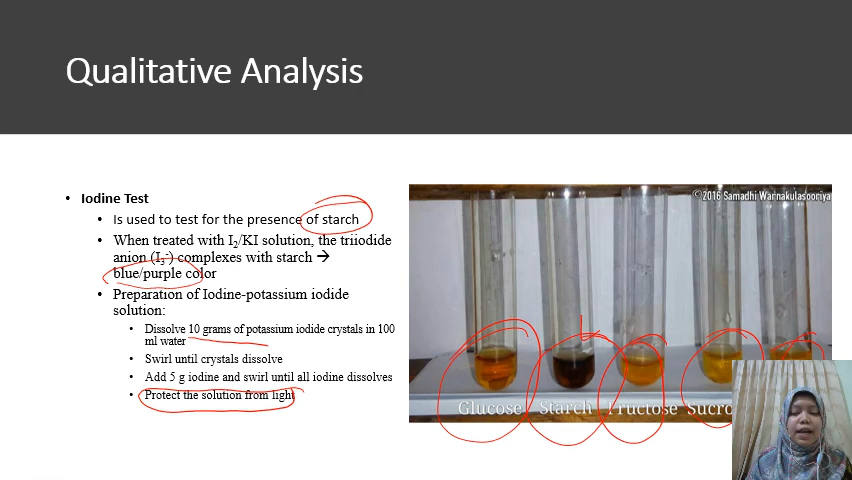 Qualitative Analysis
• Iodine Test
• Is used to test for the presence of starch
• When treated with I₂/KI solution, the triiodide
anion (I₃⁻) complexes with starch →
blue/purple color
• Preparation of Iodine-potassium iodide
solution:
• Dissolve 10 grams of potassium iodide crystals in 100
ml water
• Swirl until crystals dissolve
• Add 5 g iodine and swirl until all iodine dissolves
• Protect the solution from light
©2016 Samadhi Warnakulasooriya
Glucose Starch Fructose Sucro